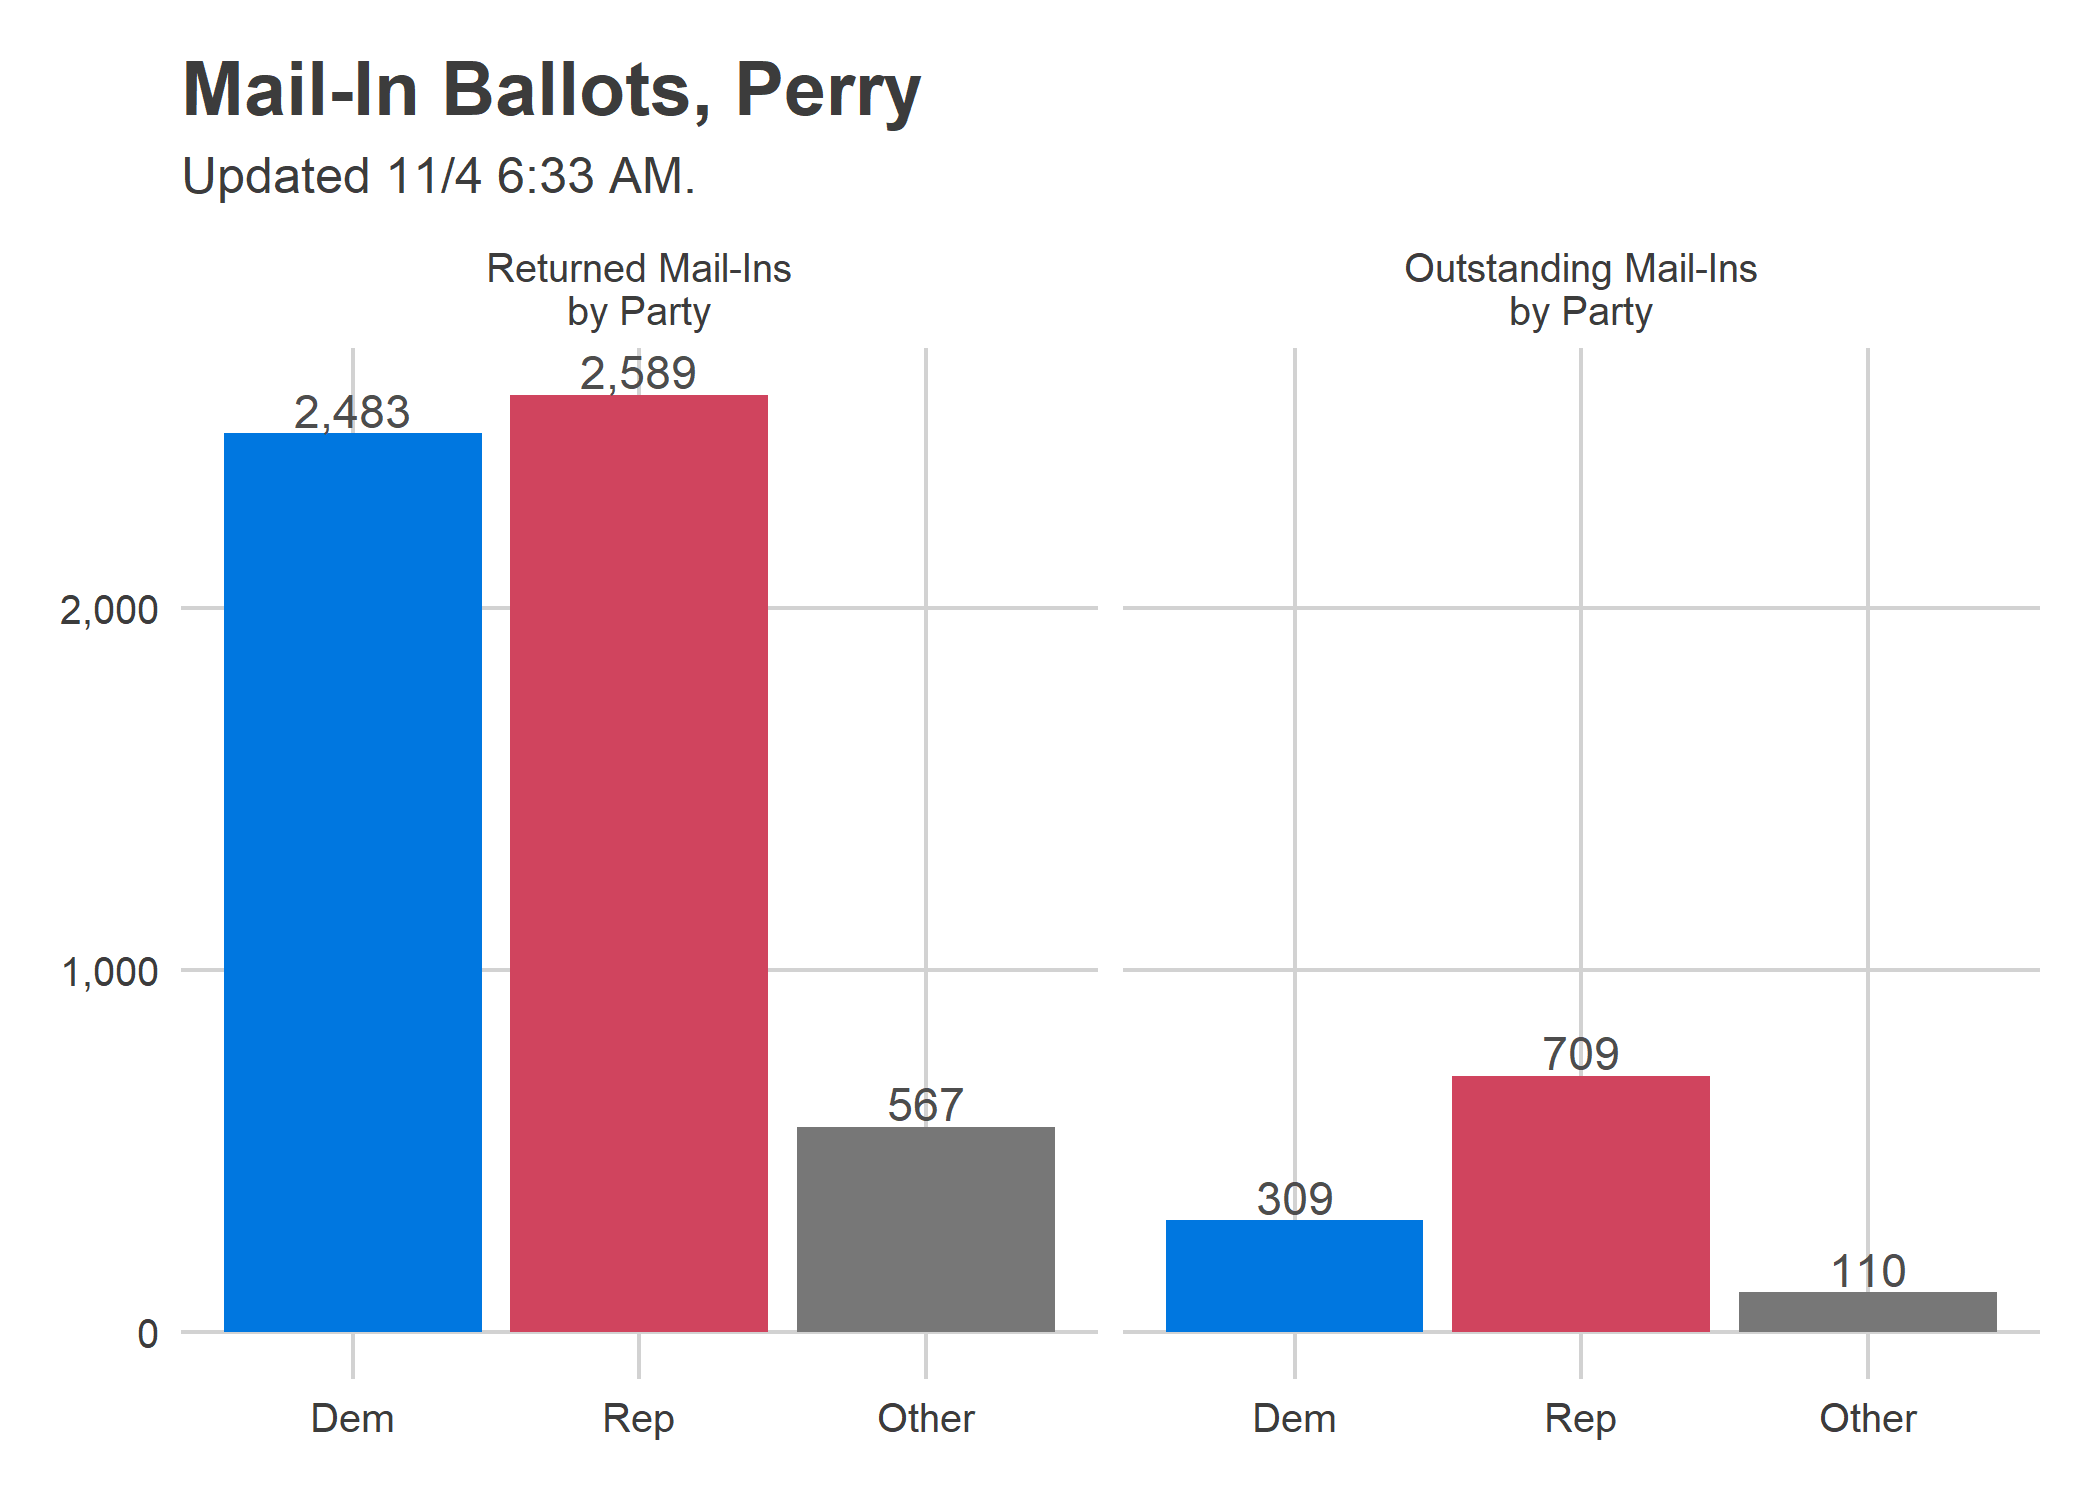 Mail-In Ballots, Perry
Updated 11/4 6:33 AM.
Returned Mail-Ins
by Party
Outstanding Mail-Ins
by Party
2,483
2,589
567
309
709
110
2,000
1,000
0
Dem
Rep
Other
Dem
Rep
Other